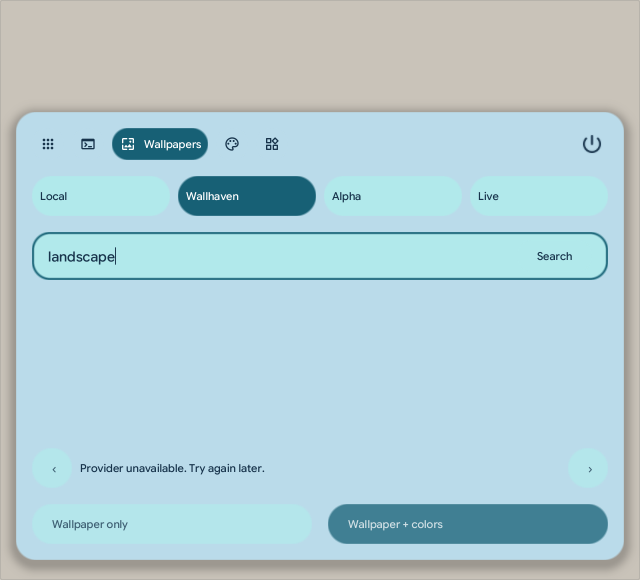 Wallpapers
Local
Wallhaven
Alpha
Live
landscape
Search
‹
Provider unavailable. Try again later.
›
Wallpaper only
Wallpaper + colors